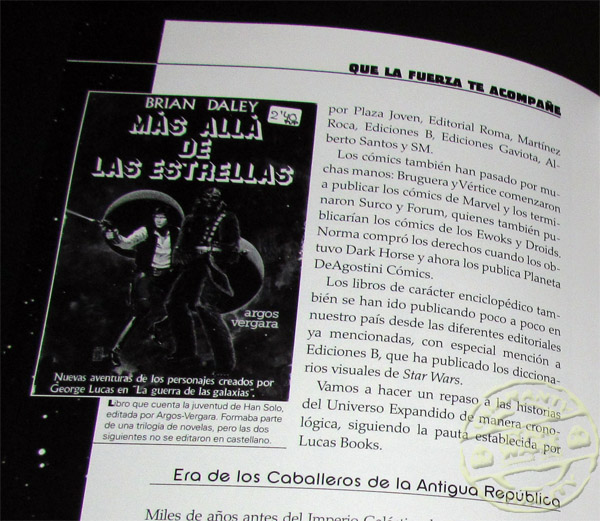 QUE LA FUERZA TE ACOMPAÑE
BRIAN DALEY
2'40
MÁS ALLÁ
DE
LAS ESTRELLAS
argos
vergara
Nuevas aventuras de los personajes creados por
George Lucas en "La guerra de las galaxias".
Libro que cuenta la juventud de Han Solo,
editada por Argos-Vergara. Formaba parte
de una trilogía de novelas, pero las dos
siguientes no se editaron en castellano.
por Plaza Joven, Editorial Roma, Martínez
Roca, Ediciones B, Ediciones Gaviota, Al-
berto Santos y SM.
Los cómics también han pasado por mu-
chas manos: Bruguera y Vértice comenzaron
a publicar los cómics de Marvel y los termi-
naron Surco y Forum, quienes también pu-
blicarían los cómics de los Ewoks y Droids.
Norma compró los derechos cuando los ob-
tuvo Dark Horse y ahora los publica Planeta
DeAgostini Cómics.
Los libros de carácter enciclopédico tam-
bién se han ido publicando poco a poco en
nuestro país desde las diferentes editoriales
ya mencionadas, con especial mención a
Ediciones B, que ha publicado los dicciona-
rios visuales de Star Wars.
Vamos a hacer un repaso a las historias
del Universo Expandido de manera crono-
lógica, siguiendo la pauta establecida por
Lucas Books.
Era de los Caballeros de la Antigua República
Miles de años antes del Imperio Galáctico